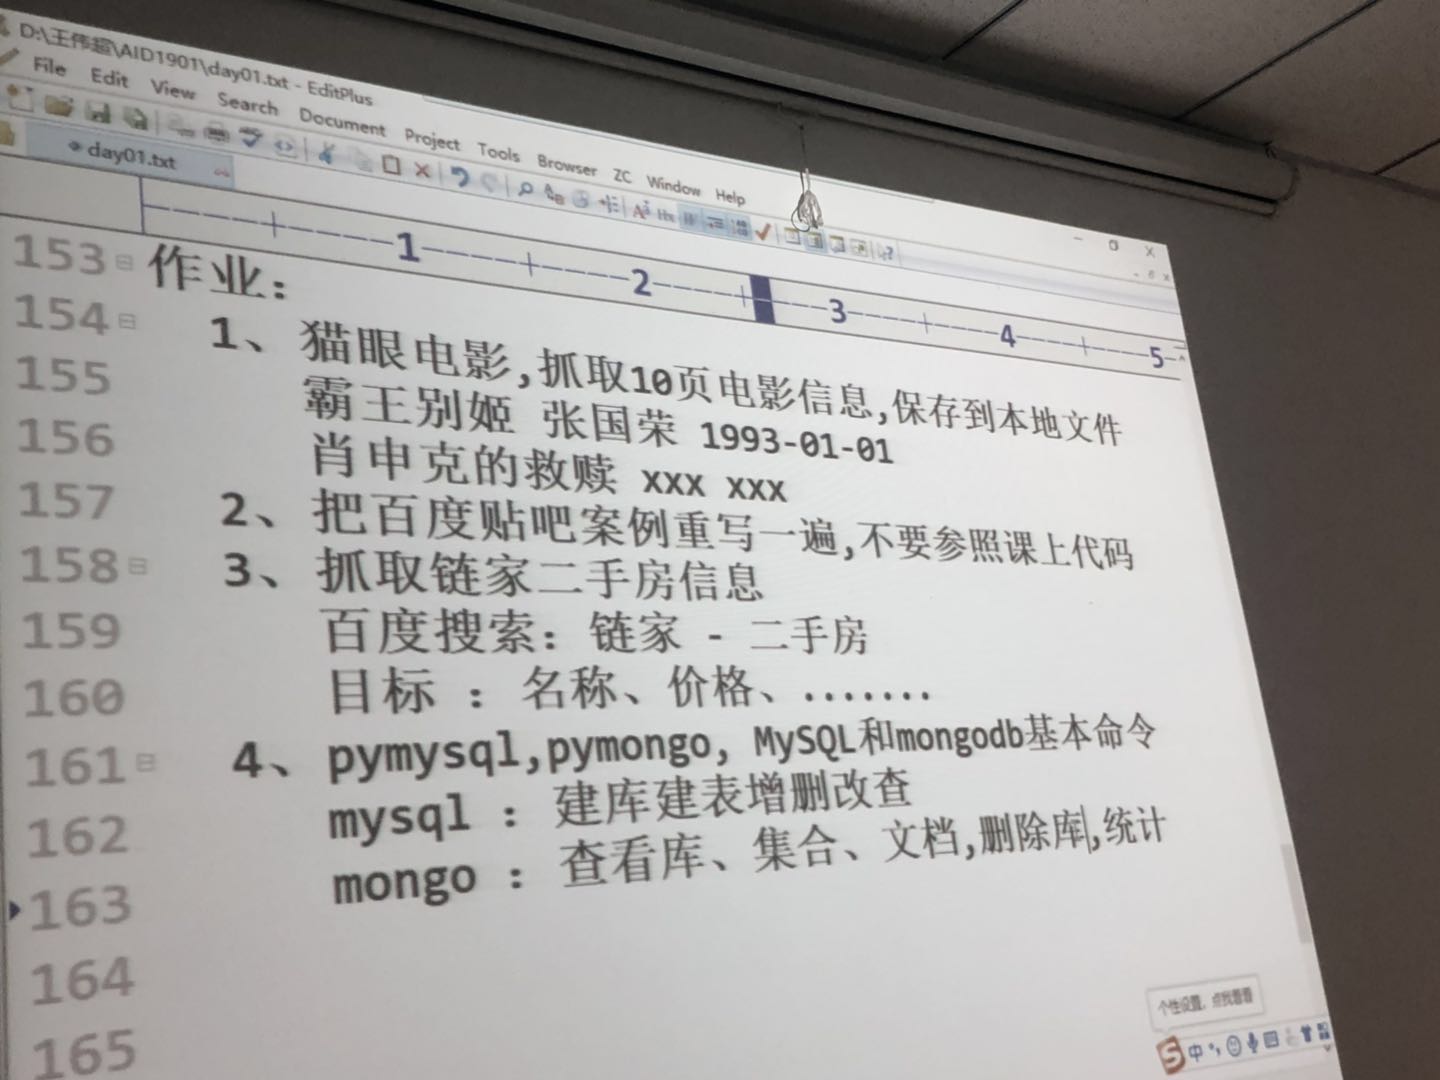 D:\王伟超\AID1901\day01.txt - EditPlus
File Edit View Search Document Project Tools Browser ZC Window Help
day01.txt
1 2 3 4 5
153 作业：
154 1、猫眼电影,抓取10页电影信息,保存到本地文件
155 霸王别姬 张国荣 1993-01-01
156 肖申克的救赎 xxx xxx
157 2、把百度贴吧案例重写一遍,不要参照课上代码
158 3、抓取链家二手房信息
159 百度搜索：链家 - 二手房
160 目标 ：名称、价格、.......
161 4、pymysql,pymongo, MySQL和mongodb基本命令
162 mysql ：建库建表增删改查
163 mongo ：查看库、集合、文档,删除库,统计
164
165
个性设置，点我看看
S 中